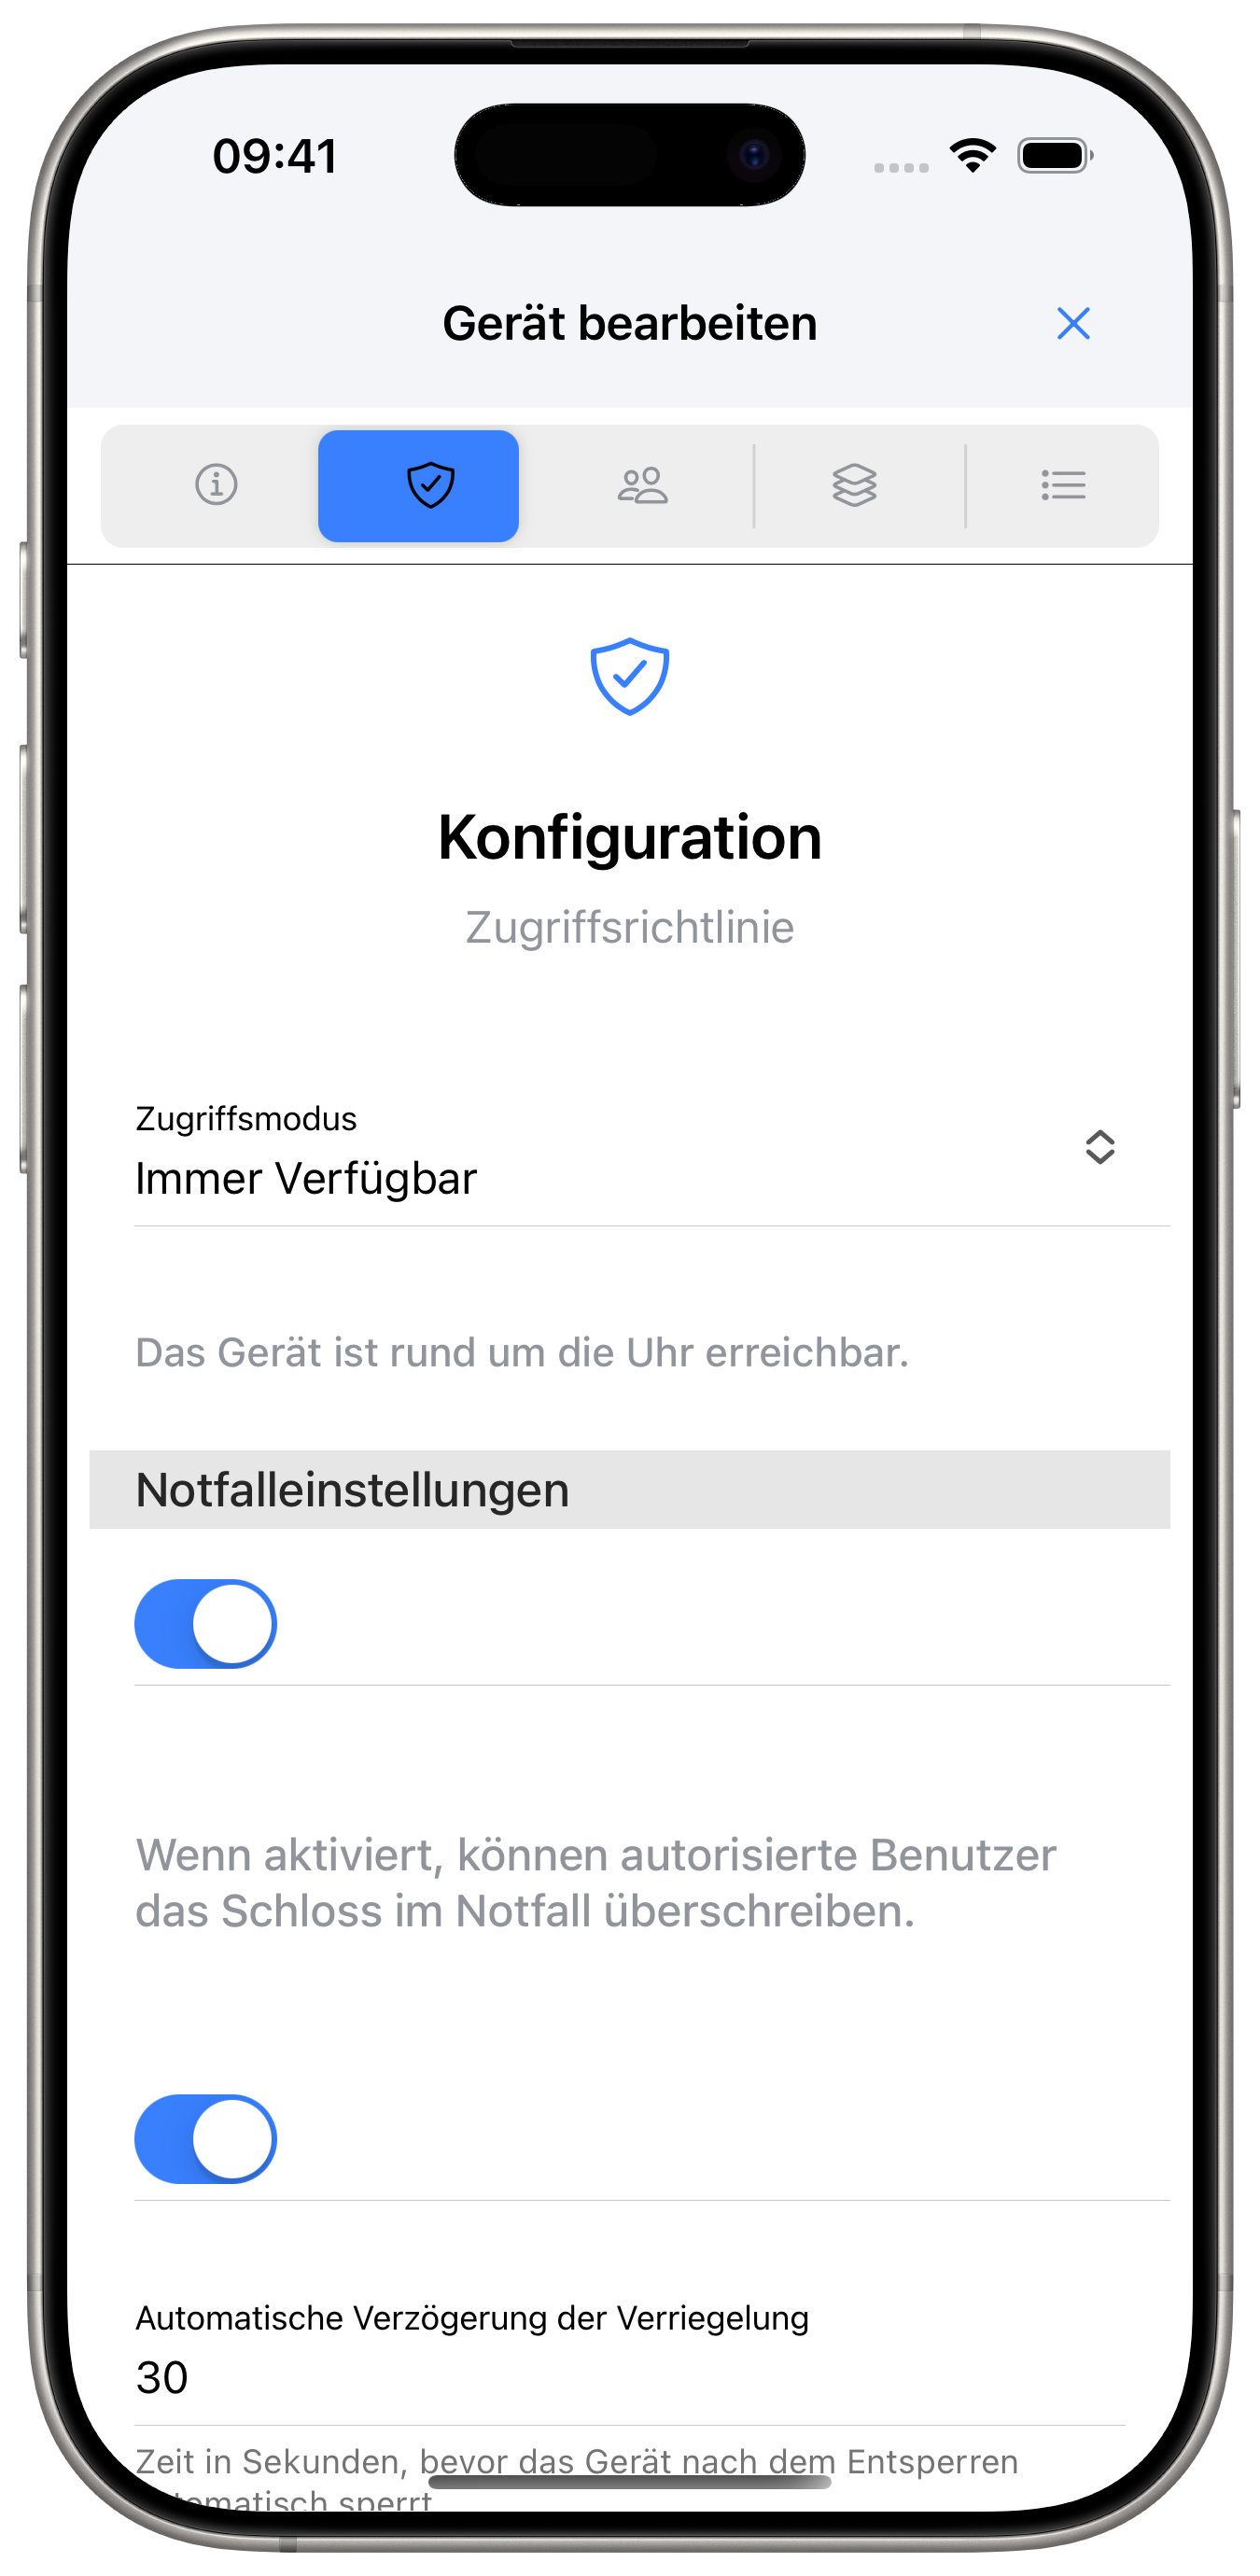 09:41
Gerät bearbeiten
Konfiguration
Zugriffsrichtlinie
Zugriffsmodus
Immer Verfügbar
Das Gerät ist rund um die Uhr erreichbar.
Notfalleinstellungen
Wenn aktiviert, können autorisierte Benutzer
das Schloss im Notfall überschreiben.
Automatische Verzögerung der Verriegelung
30
Zeit in Sekunden, bevor das Gerät nach dem Entsperren
sperrt